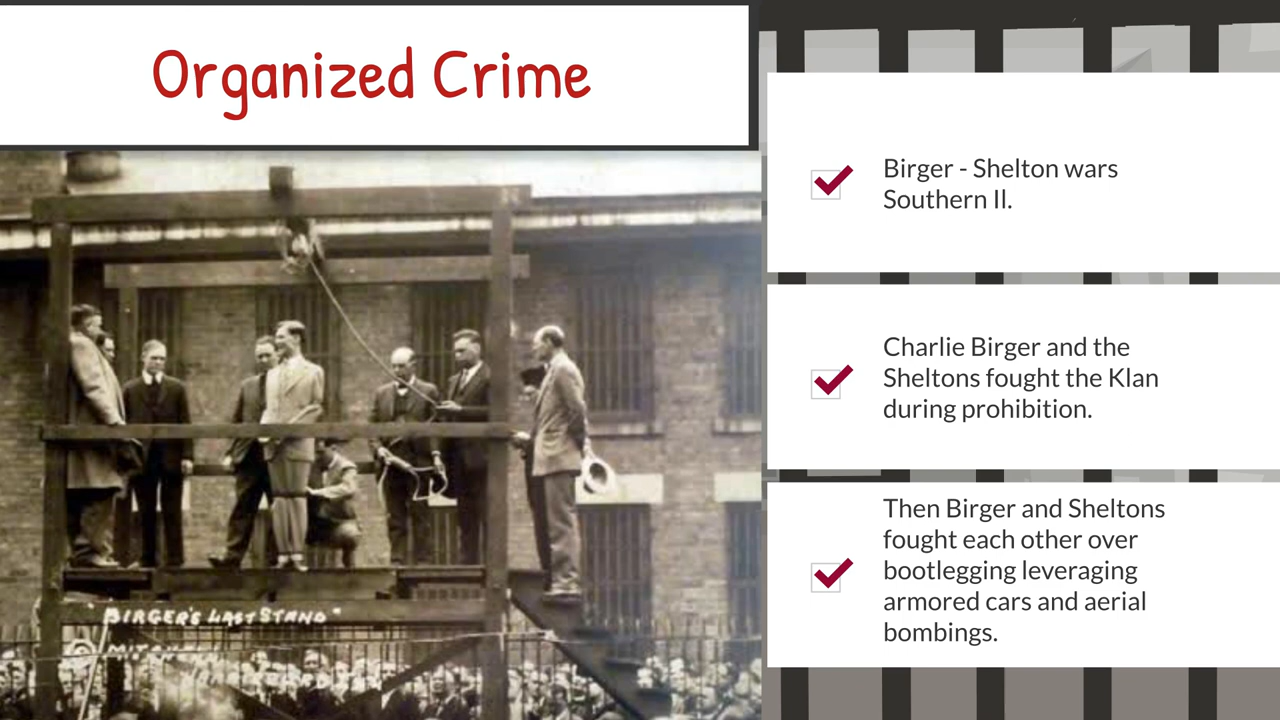 Organized Crime
Birger - Shelton wars
Southern Il.
Charlie Birger and the
Sheltons fought the Klan
during prohibition.
Then Birger and Sheltons
fought each other over
bootlegging leveraging
armored cars and aerial
bombings.
"BIRGER'S LAST STAND"